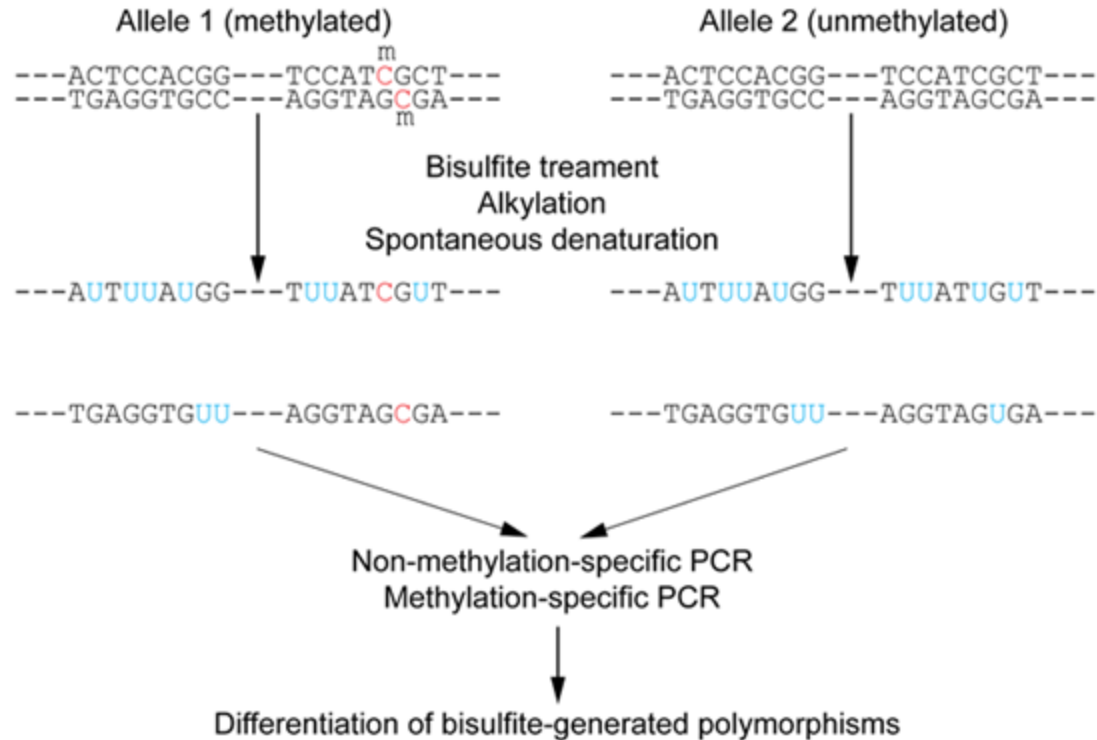 Allele 1 (methylated)
Allele 2 (unmethylated)
m
---ACTCCACGG---TCCATCGCT---
---TGAGGTGCC---AGGTAGCGA---
m
---ACTCCACGG---TCCATCGCT---
---TGAGGTGCC---AGGTAGCGA---
Bisulfite treament
Alkylation
Spontaneous denaturation
---AUTUUAUGG---TUUATCGUT---
---AUTUUAUGG---TUUATUGUT---
---TGAGGTGUU---AGGTAGCGA---
---TGAGGTGUU---AGGTAGUGA---
Non-methylation-specific PCR
Methylation-specific PCR
Differentiation of bisulfite-generated polymorphisms